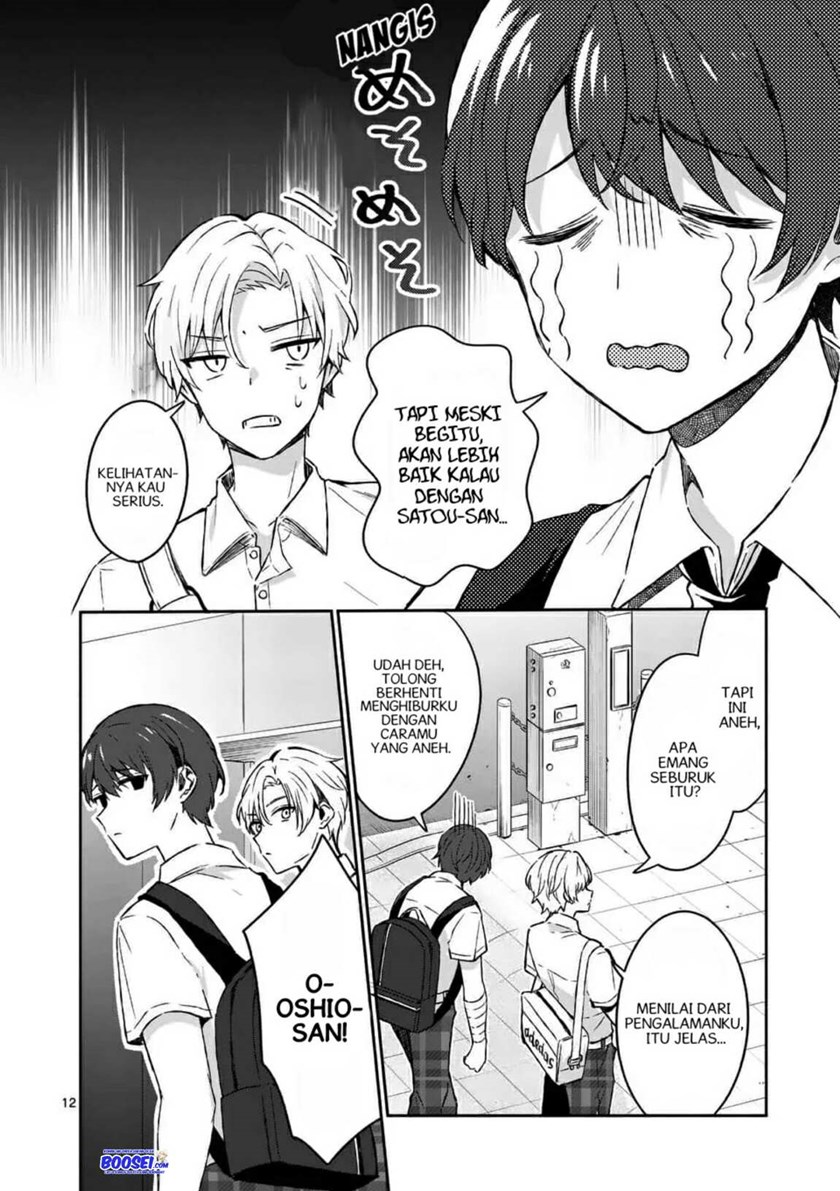 NANGIS
めそめそ
TAPI MESKI
BEGITU,
AKAN LEBIH
BAIK KALAU
DENGAN
SATOU-SAN...
KELIHATAN-
NYA KAU
SERIUS.
TAPI
INI
ANEH,
APA
EMANG
SEBURUK
ITU?
UDAH DEH,
TOLONG
BERHENTI
MENGHIBURKU
DENGAN
CARAMU
YANG ANEH.
MENILAI DARI
PENGALAMANKU,
ITU JELAS...
adedas
O-
OSHIO-
SAN!
12
BOOSEI.COM